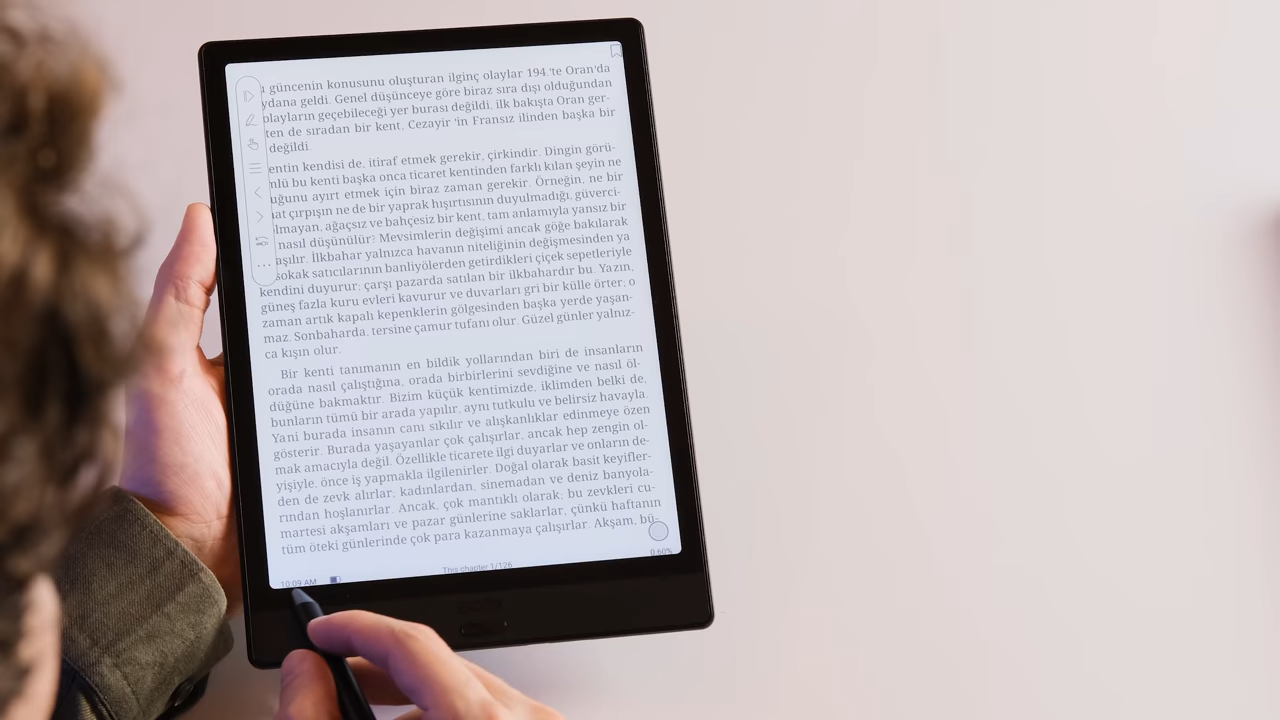 güncenin konusunu oluşturan ilginç olaylar 194.'te Oran'da
geldi. Genel düşünceye göre biraz sıra dışı olduğundan
olayların geçebileceği yer burası değildi, ilk bakışta Oran ger-
ten de sıradan bir kent, Cezayir 'in Fransız ilinden başka bir
değildi.
entin kendisi de, itiraf etmek gerekir, çirkindir. Dingin görü-
nlü bu kenti başka onca ticaret kentinden farklı kılan şeyin ne
uğunu ayırt etmek için biraz zaman gerekir. Örneğin, ne bir
at çırpışın ne de bir yaprak hışırtısının duyulmadığı, güverci-
lmayan, ağaçsız ve bahçesiz bir kent, tam anlamıyla yansız bir
nasıl düşünülür? Mevsimlerin değişimi ancak göğe bakılarak
aşılır. İlkbahar yalnızca havanın niteliğinin değişmesinden ya
sokak satıcılarının banliyölerden getirdikleri çiçek sepetleriyle
kendini duyurur; çarşı pazarda satılan bir ilkbahardır bu. Yazın,
güneş fazla kuru evleri kavurur ve duvarları gri bir külle örter; o
zaman artık kapalı kepenklerin gölgesinden başka yerde yaşan-
maz. Sonbaharda, tersine çamur tufanı olur. Güzel günler yalnız-
ca kışın olur.
Bir kenti tanımanın en bildik yollarından biri de insanların
orada nasıl çalıştığına, orada birbirlerini sevdiğine ve nasıl öl-
düğüne bakmaktır. Bizim küçük kentimizde, iklimden belki de,
bunların tümü bir arada yapılır, aynı tutkulu ve belirsiz havayla.
Yani burada insanın canı sıkılır ve alışkanlıklar edinmeye özen
gösterir. Burada yaşayanlar çok çalışırlar, ancak hep zengin ol-
mak amacıyla değil. Özellikle ticarete ilgi duyarlar ve onların de-
yişiyle, önce iş yapmakla ilgilenirler. Doğal olarak basit keyifler-
den de zevk alırlar, kadınlardan, sinemadan ve deniz banyola-
rından hoşlanırlar. Ancak, çok mantıklı olarak, bu zevkleri cu-
martesi akşamları ve pazar günlerine saklarlar, çünkü haftanın
tüm öteki günlerinde çok para kazanmaya çalışırlar. Akşam, bü-
10:09 AM This chapter 1/126 0.60%